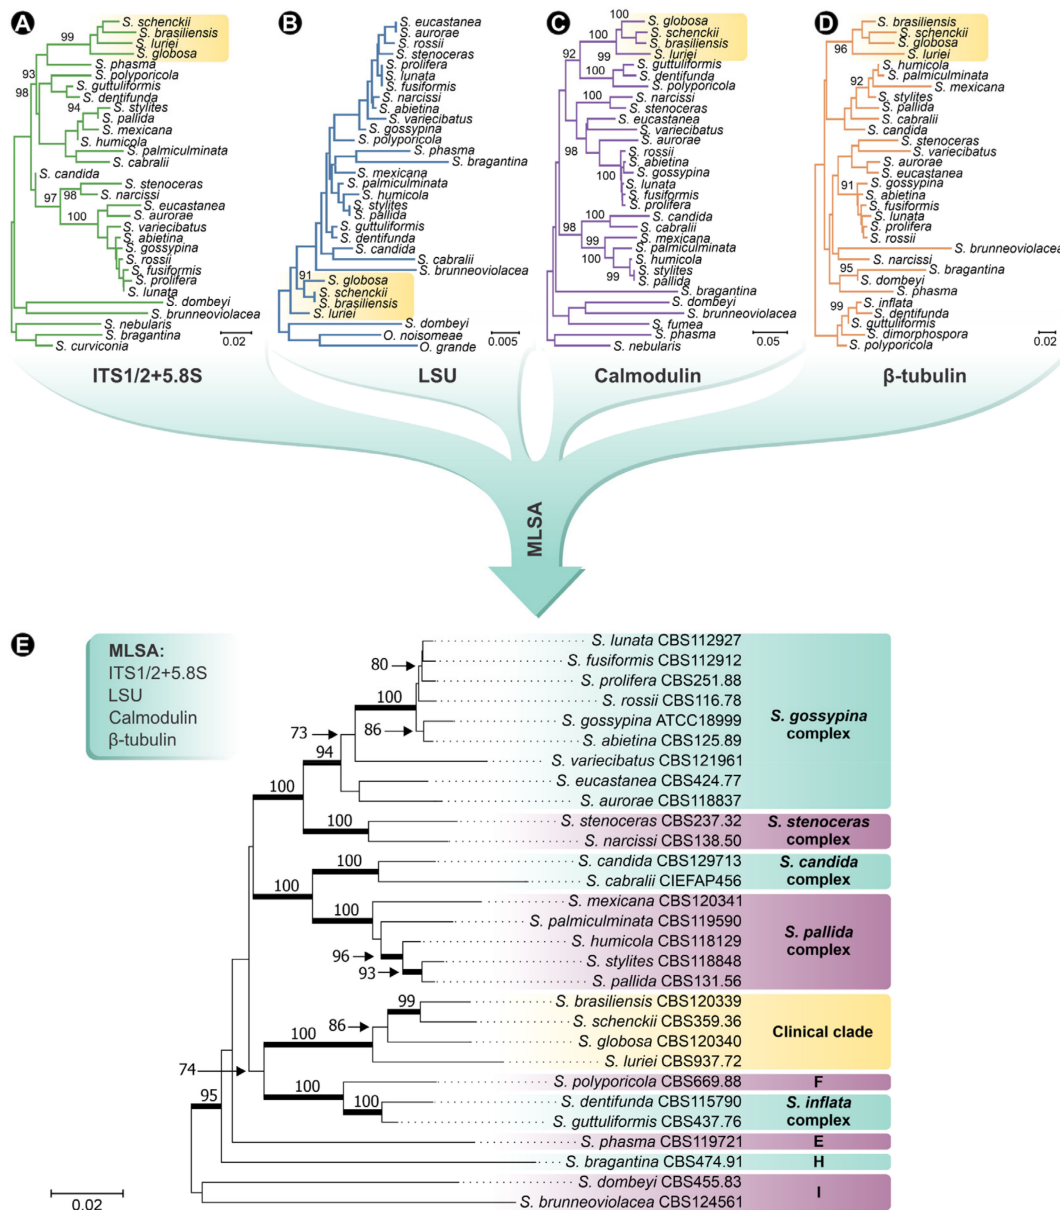 A
S. schenckii
S. brasiliensis
S. luriei
S. globosa
S. phasma
S. polyporicola
S. guttuliformis
S. dentifunda
S. stylites
S. pallida
S. mexicana
S. humicola
S. palmiculminata
S. cabralii
S. candida
S. stenoceras
S. narcissi
S. eucastanea
S. aurorae
S. variecibatus
S. abietina
S. gossypina
S. rossii
S. fusiformis
S. prolifera
S. lunata
S. dombeyi
S. brunneoviolacea
S. nebularis
S. bragantina
S. curviconia
99
93
98
94
97
98
100
0.02
ITS1/2+5.8S
B
S. eucastanea
S. aurorae
S. rossii
S. stenoceras
S. prolifera
S. lunata
S. fusiformis
S. narcissi
S. abietina
S. variecibatus
S. gossypina
S. polyporicola
S. phasma
S. bragantina
S. mexicana
S. palmiculminata
S. humicola
S. stylites
S. pallida
S. guttuliformis
S. dentifunda
S. candida
S. cabralii
S. brunneoviolacea
S. globosa
S. schenckii
S. brasiliensis
S. luriei
S. dombeyi
O. noisomeae
O. grande
91
0.005
LSU
C
S. globosa
S. schenckii
S. brasiliensis
S. luriei
S. guttuliformis
S. dentifunda
S. polyporicola
S. narcissi
S. stenoceras
S. eucastanea
S. variecibatus
S. aurorae
S. rossii
S. abietina
S. gossypina
S. lunata
S. fusiformis
S. prolifera
S. candida
S. cabralii
S. mexicana
S. palmiculminata
S. humicola
S. stylites
S. pallida
S. bragantina
S. dombeyi
S. brunneoviolacea
S. fumea
S. phasma
S. nebularis
100
100
92
99
100
100
98
100
100
98
99
100
99
0.05
Calmodulin
D
S. brasiliensis
S. schenckii
S. globosa
S. luriei
S. humicola
S. palmiculminata
S. mexicana
S. stylites
S. pallida
S. cabralii
S. candida
S. stenoceras
S. variecibatus
S. aurorae
S. eucastanea
S. gossypina
S. abietina
S. fusiformis
S. lunata
S. prolifera
S. rossii
S. brunneoviolacea
S. narcissi
S. bragantina
S. dombeyi
S. phasma
S. inflata
S. dentifunda
S. guttuliformis
S. dimorphospora
S. polyporicola
96
92
91
95
99
0.02
β-tubulin
MLSA
E
MLSA:
ITS1/2+5.8S
LSU
Calmodulin
β-tubulin
S. lunata CBS112927
S. fusiformis CBS112912
S. prolifera CBS251.88
S. rossii CBS116.78
S. gossypina ATCC18999
S. abietina CBS125.89
S. variecibatus CBS121961
S. eucastanea CBS424.77
S. aurorae CBS118837
S. gossypina
complex
S. stenoceras CBS237.32
S. narcissi CBS138.50
S. stenoceras
complex
S. candida CBS129713
S. cabralii CIEFAP456
S. candida
complex
S. mexicana CBS120341
S. palmiculminata CBS119590
S. humicola CBS118129
S. stylites CBS118848
S. pallida CBS131.56
S. pallida
complex
S. brasiliensis CBS120339
S. schenckii CBS359.36
S. globosa CBS120340
S. luriei CBS937.72
Clinical clade
S. polyporicola CBS669.88
F
S. dentifunda CBS115790
S. guttuliformis CBS437.76
S. inflata
complex
S. phasma CBS119721
E
S. bragantina CBS474.91
H
S. dombeyi CBS455.83
S. brunneoviolacea CBS124561
I
80
100
86
73
94
100
100
100
100
100
96
93
99
86
100
74
100
100
95
0.02